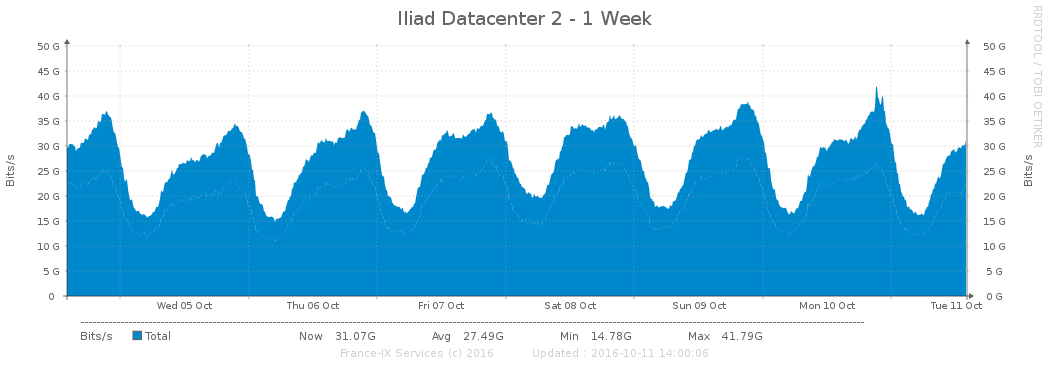 Iliad Datacenter 2 - 1 Week
RRDTOOL / TOBI OETIKER
Bits/s
50 G
45 G
40 G
35 G
30 G
25 G
20 G
15 G
10 G
5 G
0
50 G
45 G
40 G
35 G
30 G
25 G
20 G
15 G
10 G
5 G
0 G
Bits/s
Wed 05 Oct Thu 06 Oct Fri 07 Oct Sat 08 Oct Sun 09 Oct Mon 10 Oct Tue 11 Oct
Bits/s Total Now 31.07G Avg 27.49G Min 14.78G Max 41.79G
France-IX Services (c) 2016 Updated : 2016-10-11 14:00:06